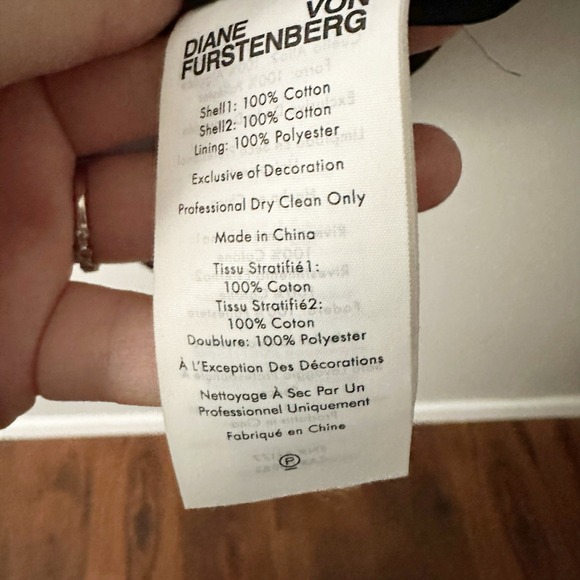 DIANE VON
FURSTENBERG
Shell1: 100% Cotton
Shell2: 100% Cotton
Lining: 100% Polyester
Exclusive of Decoration
Professional Dry Clean Only
Made in China
Tissu Stratifié1:
100% Coton
Tissu Stratifié2:
100% Coton
Doublure: 100% Polyester
À L'Exception Des Décorations
Nettoyage À Sec Par Un
Professionnel Uniquement
Fabriqué en Chine
P